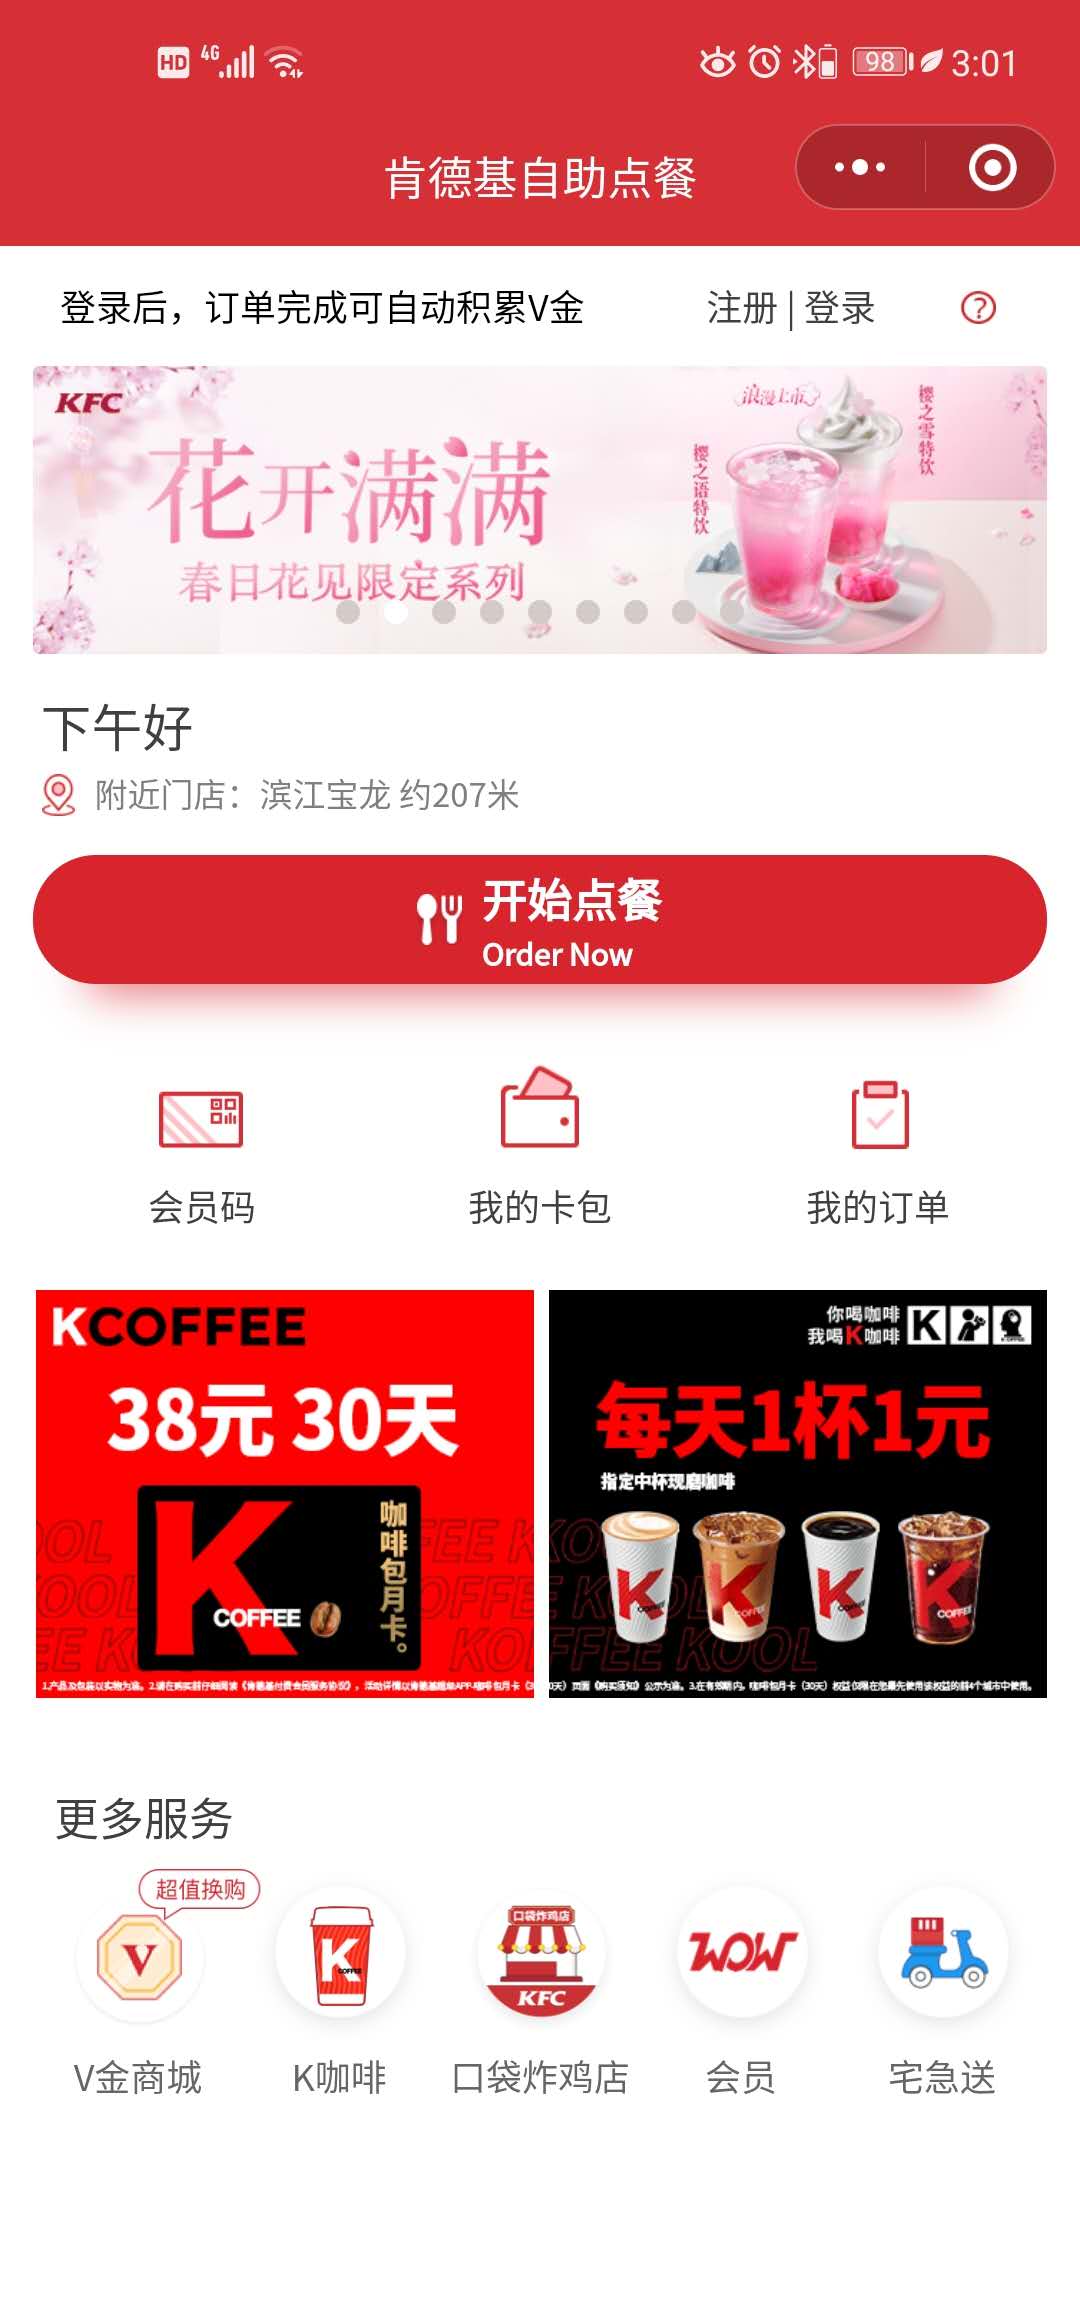 HD 4G 98 3:01
肯德基自助点餐
登录后，订单完成可自动积累V金 注册 | 登录 ?
KFC
浪漫上市
樱之雪特饮
樱之语特饮
花开满满
春日花见限定系列
下午好
附近门店：滨江宝龙 约207米
开始点餐
Order Now
会员码 我的卡包 我的订单
KCOFFEE
38元 30天
K
COFFEE
咖啡包月卡。
你喝咖啡
我喝K咖啡
K
每天1杯1元
指定中杯现磨咖啡
更多服务
超值换购
V
K
COFFEE
口袋炸鸡店
KFC
WOW
V金商城 K咖啡 口袋炸鸡店 会员 宅急送